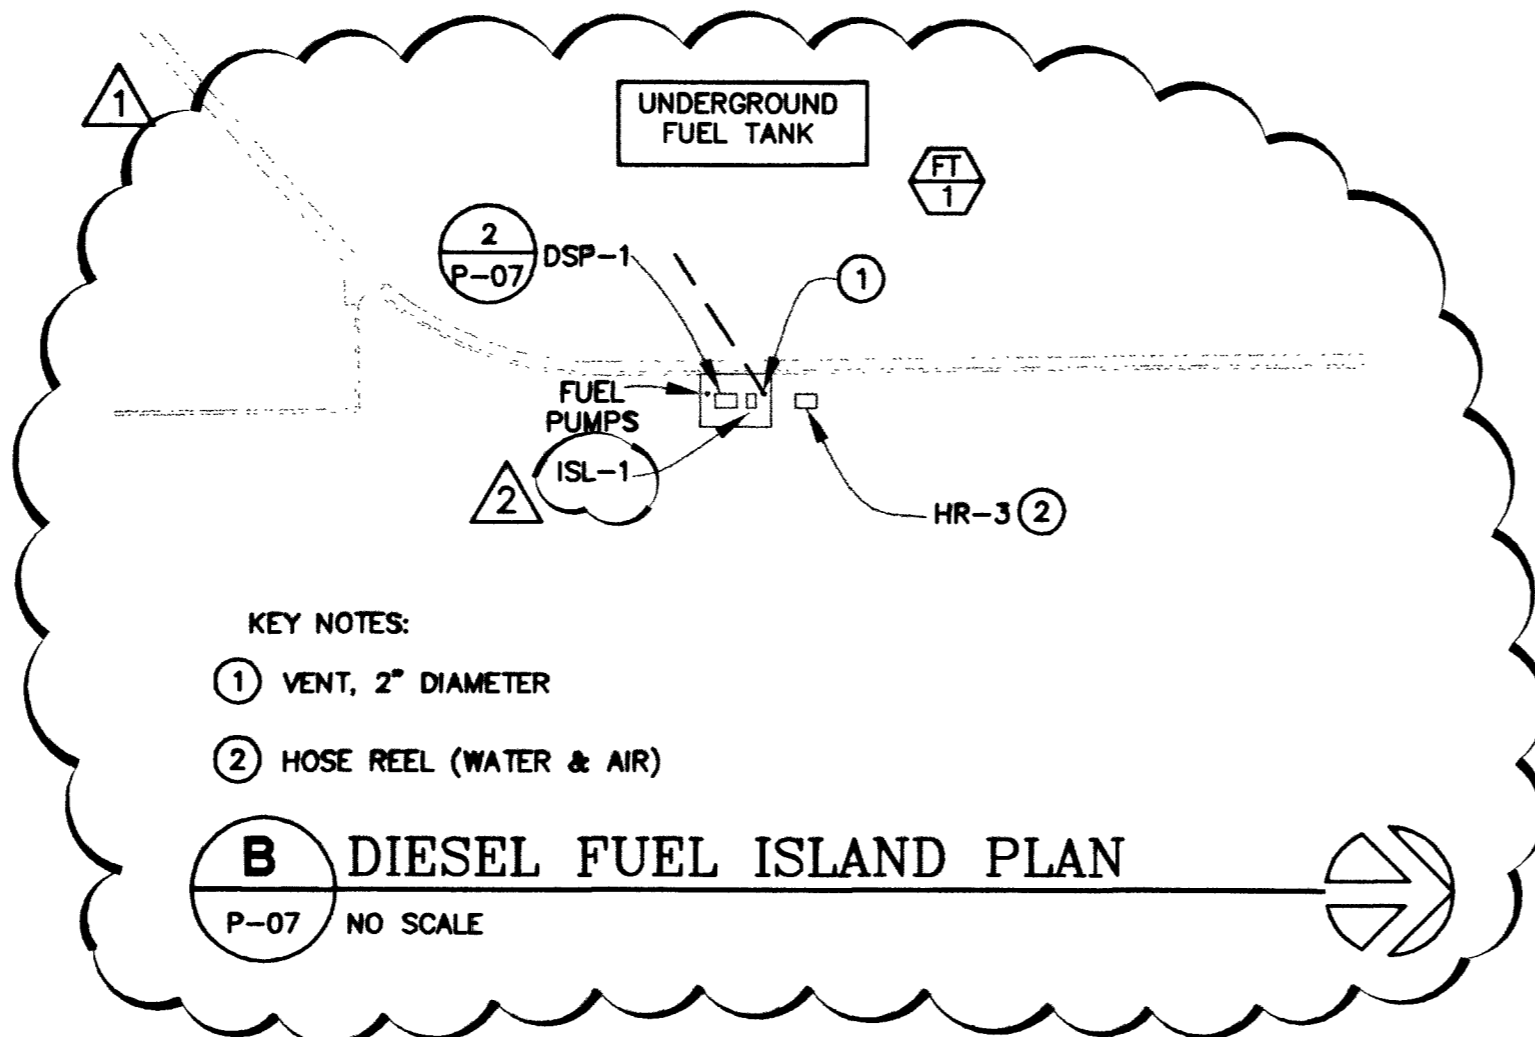 1
UNDERGROUND
FUEL TANK
FT
1
2
P-07
DSP-1
1
FUEL
PUMPS
ISL-1
2
HR-3 2
KEY NOTES:
1 VENT, 2" DIAMETER
2 HOSE REEL (WATER & AIR)
B
P-07
DIESEL FUEL ISLAND PLAN
NO SCALE